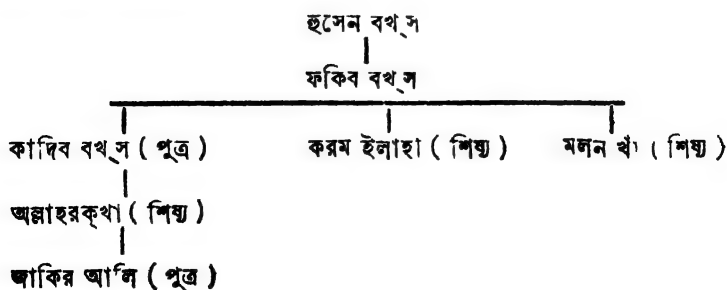 হুসেন বখ্‌স
ফকিব বখ্‌স
কাদিব বখ্‌স ( পুত্র ) করম ইলাহা ( শিষ্য ) মলন খাঁ ( শিষ্য )
অল্লাহরক্‌খা ( শিষ্য )
জাকির আলি ( পুত্র )